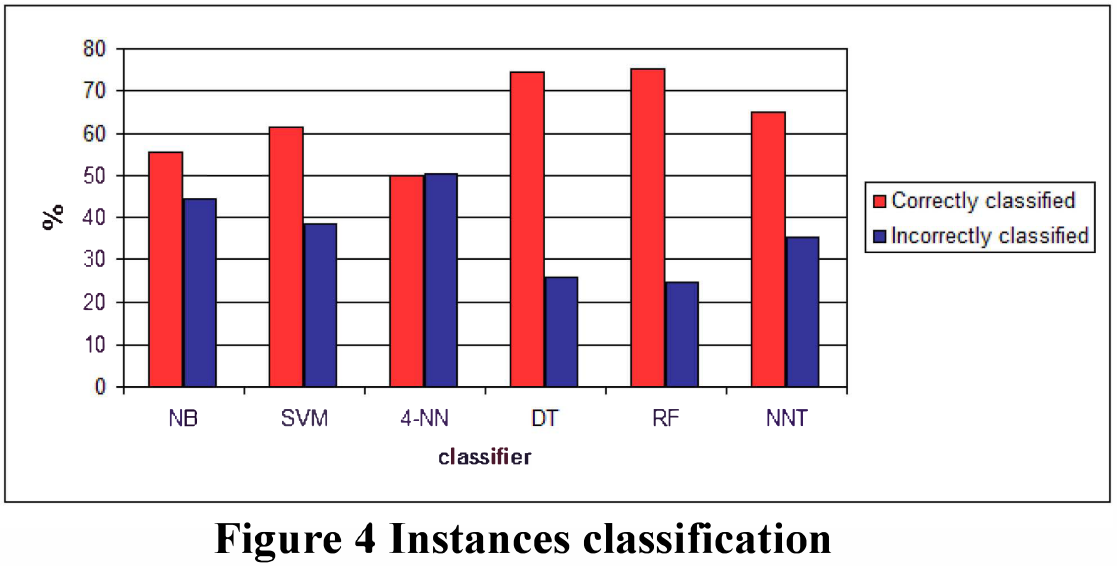 80
70
60
50
40
30
20
10
0
%
NB SVM 4-NN DT RF NNT
classifier
Correctly classified
Incorrectly classified
Figure 4 Instances classification